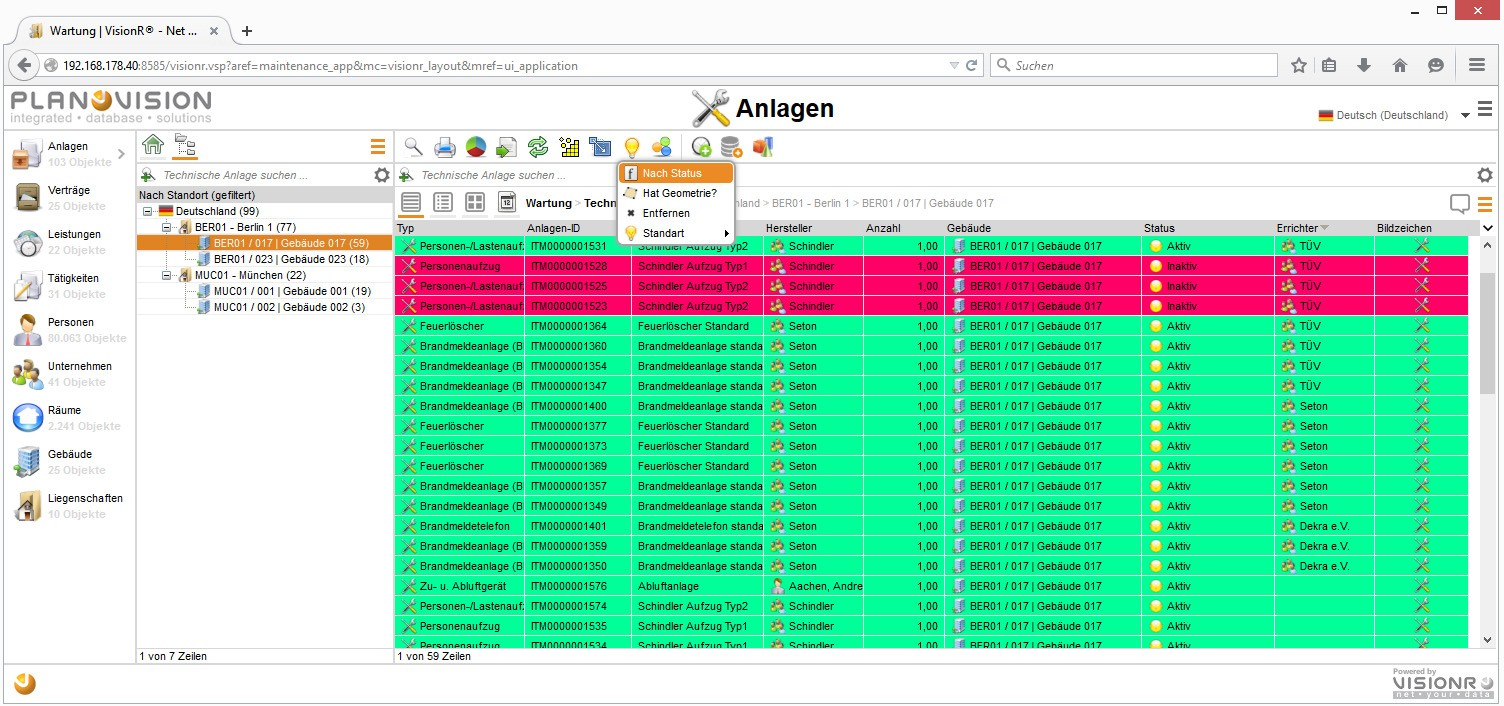 Wartung | VisionR® - Net ...
192.168.178.40:8585/visionr.vsp?aref=maintenance_app&mc=visionr_layout&mref=ui_application
Suchen
PLANOVISION
integrated • database • solutions
Anlagen
Deutsch (Deutschland)
Anlagen
103 Objekte
Verträge
25 Objekte
Leistungen
22 Objekte
Tätigkeiten
31 Objekte
Personen
80.063 Objekte
Unternehmen
41 Objekte
Räume
2.241 Objekte
Gebäude
25 Objekte
Liegenschaften
10 Objekte
Technische Anlage suchen ...
Nach Standort (gefiltert)
Deutschland (99)
BER01 - Berlin 1 (77)
BER01 / 017 | Gebäude 017 (59)
BER01 / 023 | Gebäude 023 (18)
MUC01 - München (22)
MUC01 / 001 | Gebäude 001 (19)
MUC01 / 002 | Gebäude 002 (3)
1 von 7 Zeilen
Technische Anlage suchen ...
Nach Status
Hat Geometrie?
Entfernen
Standart
12
Wartung > Techn
land > BER01 - Berlin 1 > BER01 / 017 | Gebäude 017
Typ Anlagen-ID Hersteller Anzahl Gebäude Status Errichter Bildzeichen
Personen-/Lastenauf: ITM0000001531 Schindler Aufzug Typ2 Schindler 1,00 BER01 / 017 | Gebäude 017 Aktiv TÜV
Personenaufzug ITM0000001528 Schindler Aufzug Typ1 Schindler 1,00 BER01 / 017 | Gebäude 017 Inaktiv TÜV
Personen-/Lastenauf: ITM0000001525 Schindler Aufzug Typ2 Schindler 1,00 BER01 / 017 | Gebäude 017 Inaktiv TÜV
Personen-/Lastenauf: ITM0000001523 Schindler Aufzug Typ2 Schindler 1,00 BER01 / 017 | Gebäude 017 Inaktiv TÜV
Feuerlöscher ITM0000001364 Feuerlöscher Standard Seton 1,00 BER01 / 017 | Gebäude 017 Aktiv TÜV
Brandmeldeanlage (B ITM0000001360 Brandmeldeanlage standa Seton 1,00 BER01 / 017 | Gebäude 017 Aktiv TÜV
Brandmeldeanlage (B ITM0000001354 Brandmeldeanlage standa Seton 1,00 BER01 / 017 | Gebäude 017 Aktiv TÜV
Brandmeldeanlage (B ITM0000001347 Brandmeldeanlage standa Seton 1,00 BER01 / 017 | Gebäude 017 Aktiv TÜV
Brandmeldeanlage (B ITM0000001400 Brandmeldeanlage standa Seton 1,00 BER01 / 017 | Gebäude 017 Aktiv Seton
Feuerlöscher ITM0000001377 Feuerlöscher Standard Seton 1,00 BER01 / 017 | Gebäude 017 Aktiv Seton
Feuerlöscher ITM0000001373 Feuerlöscher Standard Seton 1,00 BER01 / 017 | Gebäude 017 Aktiv Seton
Feuerlöscher ITM0000001369 Feuerlöscher Standard Seton 1,00 BER01 / 017 | Gebäude 017 Aktiv Seton
Brandmeldeanlage (B ITM0000001357 Brandmeldeanlage standa Seton 1,00 BER01 / 017 | Gebäude 017 Aktiv Seton
Brandmeldeanlage (B ITM0000001349 Brandmeldeanlage standa Seton 1,00 BER01 / 017 | Gebäude 017 Aktiv Seton
Brandmeldetelefon ITM0000001401 Brandmeldetelefon standa Seton 1,00 BER01 / 017 | Gebäude 017 Aktiv Dekra e.V.
Brandmeldeanlage (B ITM0000001359 Brandmeldeanlage standa Seton 1,00 BER01 / 017 | Gebäude 017 Aktiv Dekra e.V.
Brandmeldeanlage (B ITM0000001350 Brandmeldeanlage standa Seton 1,00 BER01 / 017 | Gebäude 017 Aktiv Dekra e.V.
Zu- u. Abluftgerät ITM0000001576 Abluftanlage Aachen, Andre 1,00 BER01 / 017 | Gebäude 017 Aktiv
Personen-/Lastenauf: ITM0000001574 Schindler Aufzug Typ2 Schindler 1,00 BER01 / 017 | Gebäude 017 Aktiv
Personenaufzug ITM0000001535 Schindler Aufzug Typ1 Schindler 1,00 BER01 / 017 | Gebäude 017 Aktiv
Personenaufzug ITM0000001534 Schindler Aufzug Typ1 Schindler 1,00 BER01 / 017 | Gebäude 017 Aktiv
1 von 59 Zeilen
Powered by
VISIONR
net • your • data